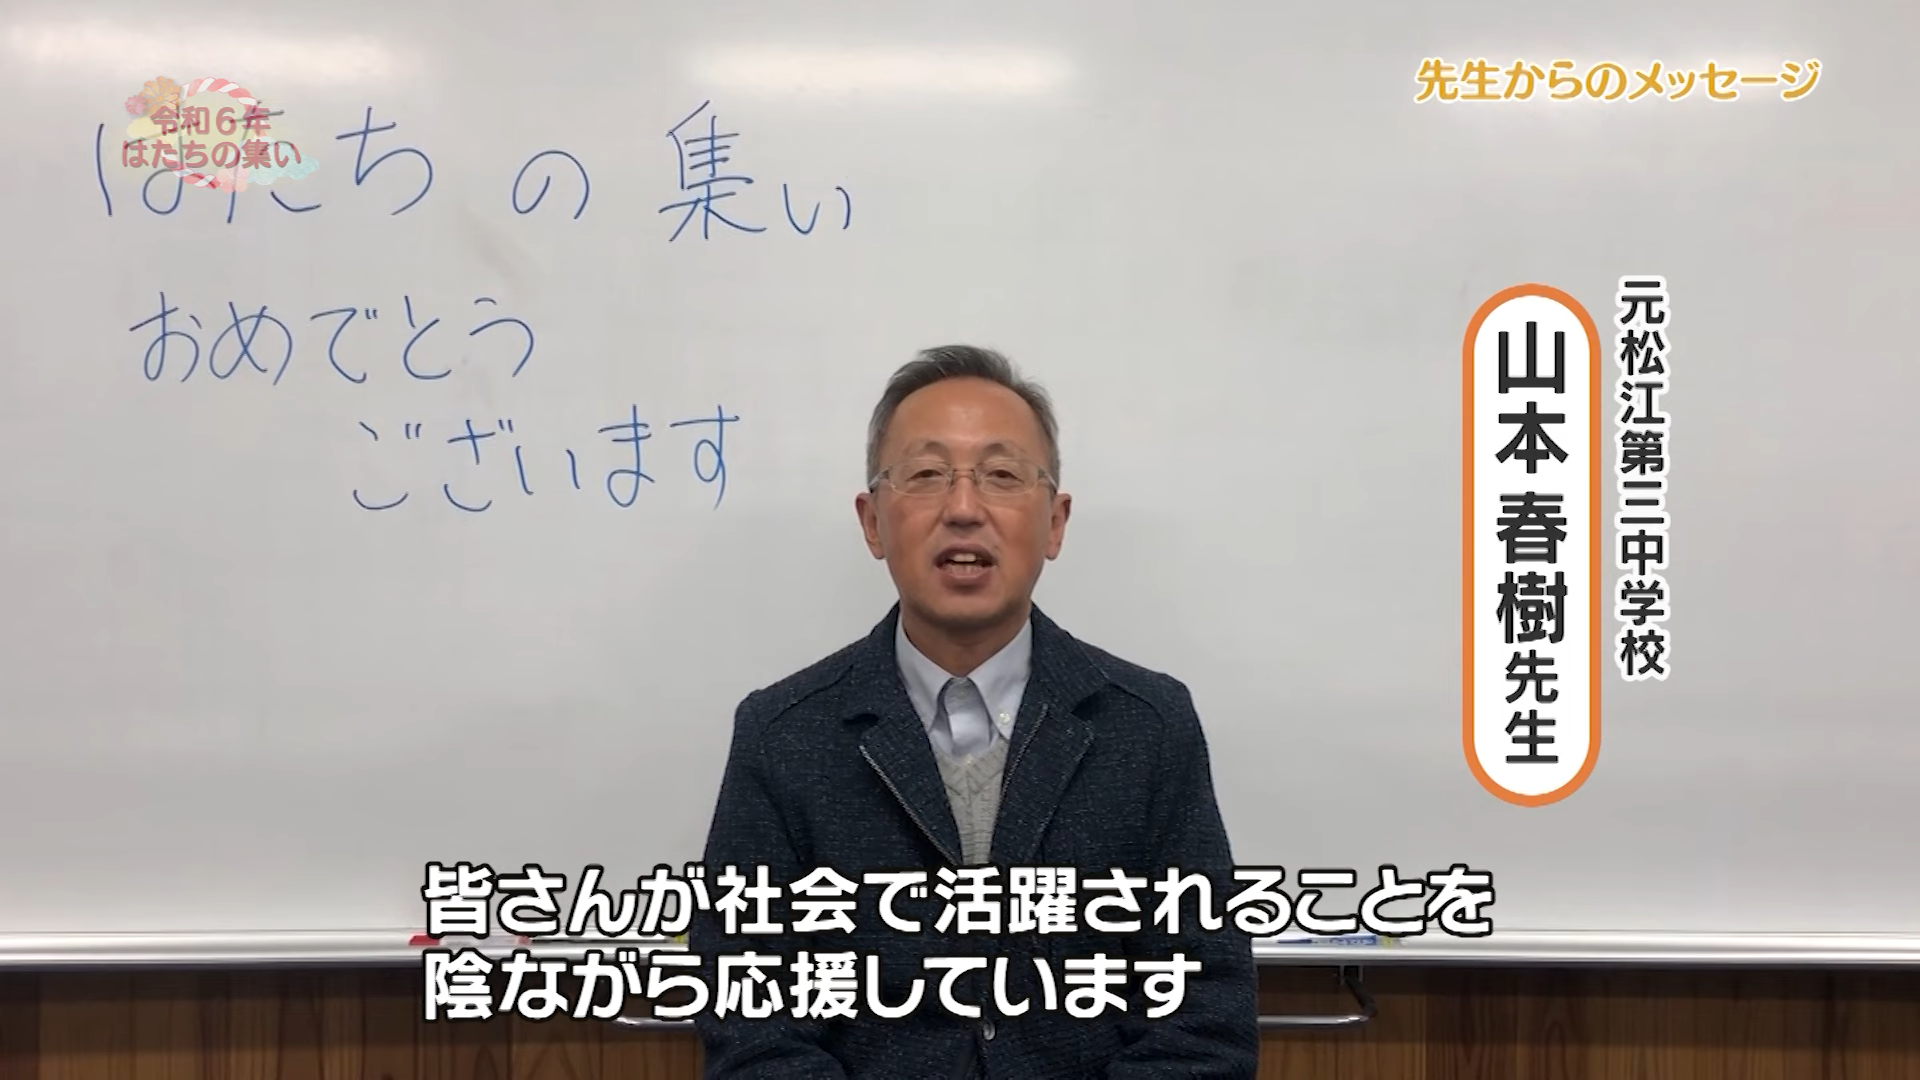 先生からのメッセージ
令和6年
はたちの集い
はたちの集い
おめでとう
ございます
元松江第三中学校
山本春樹先生
皆さんが社会で活躍されることを
陰ながら応援しています